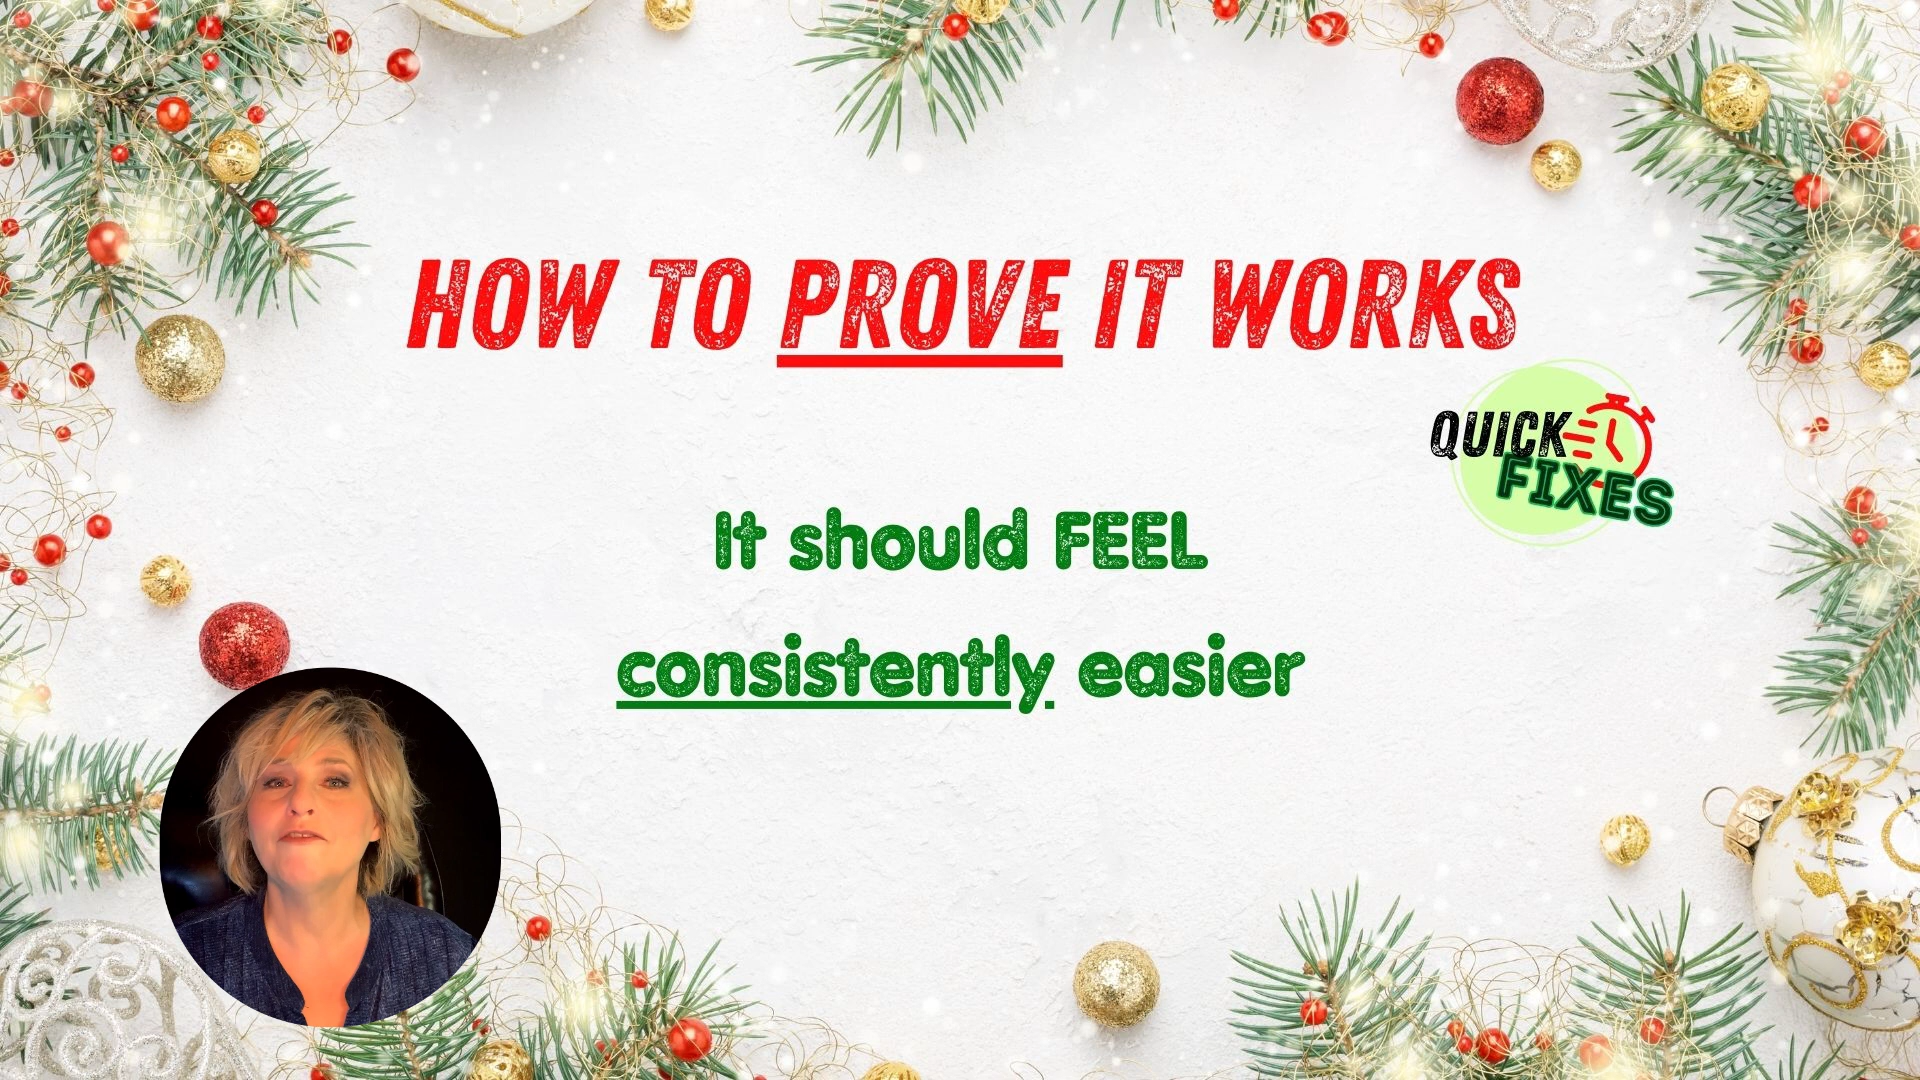 HOW TO PROVE IT WORKS
QUICK
FIXES
It should FEEL
consistently easier